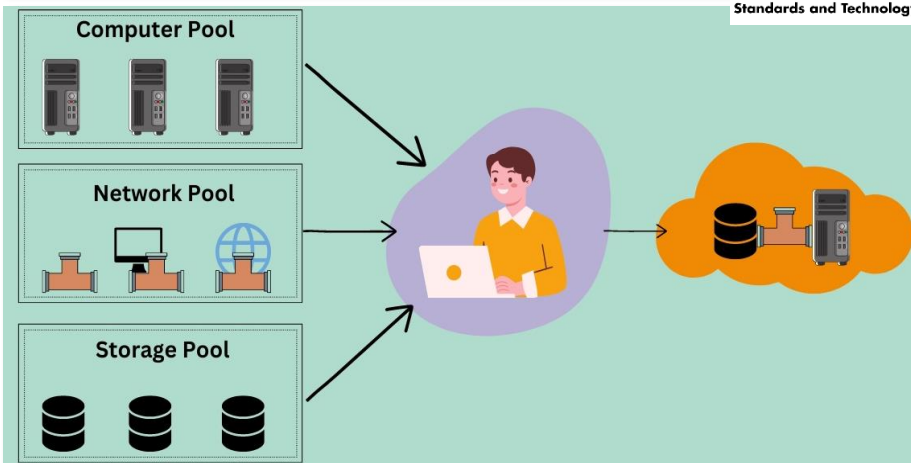 Standards and Technolog
Computer Pool
Network Pool
Storage Pool